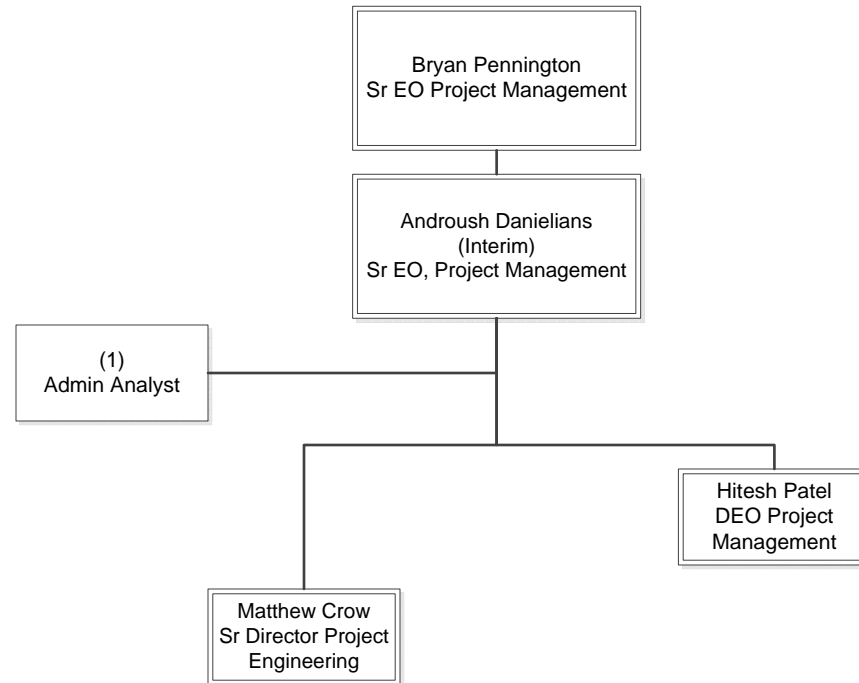 Bryan Pennington
Sr EO Project Management
Androush Danielians
(Interim)
Sr EO, Project Management
(1)
Admin Analyst
Hitesh Patel
DEO Project
Management
Matthew Crow
Sr Director Project
Engineering